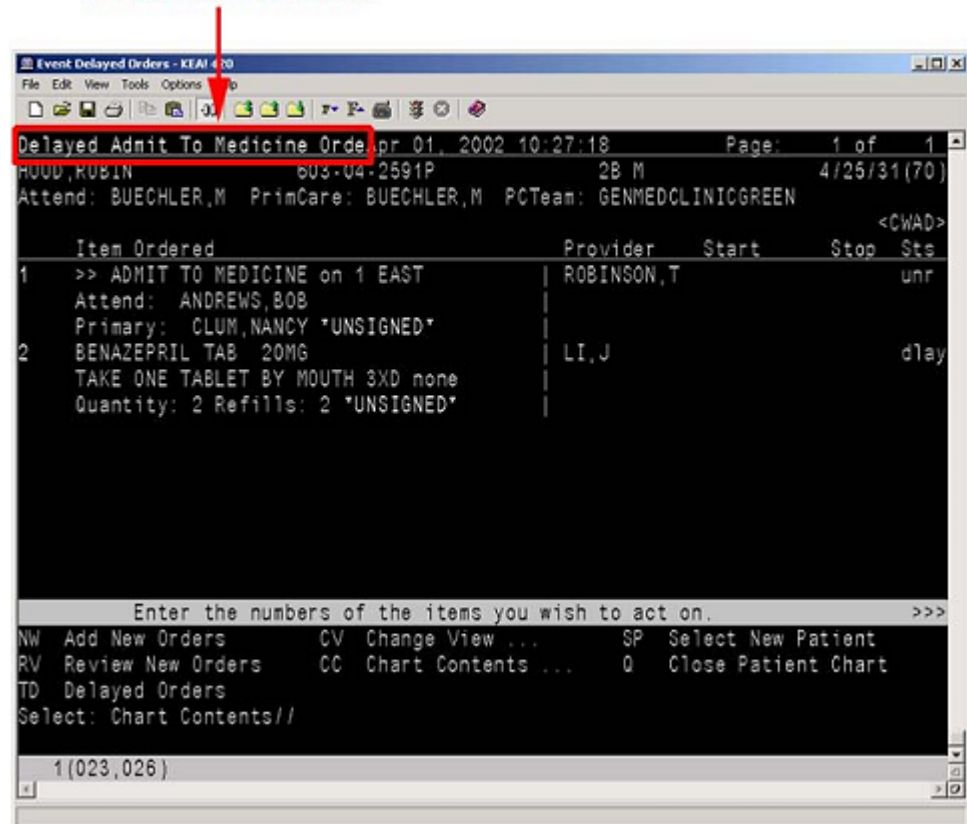 Event Delayed Orders - KEA! 420
File Edit View Tools Options
Delayed Admit To Medicine Orde Apr 01, 2002 10:27:18 Page: 1 of 1
HOOD,ROBIN 603-04-2591P 2B M 4/25/31(70)
Attend: BUECHLER,M PrimCare: BUECHLER,M PCTeam: GENMEDCLINICGREEN
<CWAD>
Item Ordered Provider Start Stop Sts
1 >> ADMIT TO MEDICINE on 1 EAST | ROBINSON,T unr
Attend: ANDREWS,BOB |
Primary: CLUM,NANCY *UNSIGNED* |
2 BENAZEPRIL TAB 20MG | LI,J dlay
TAKE ONE TABLET BY MOUTH 3XD none |
Quantity: 2 Refills: 2 *UNSIGNED* |
Enter the numbers of the items you wish to act on. >>>
NW Add New Orders CV Change View ... SP Select New Patient
RV Review New Orders CC Chart Contents ... Q Close Patient Chart
TD Delayed Orders
Select: Chart Contents//
1(023,026)